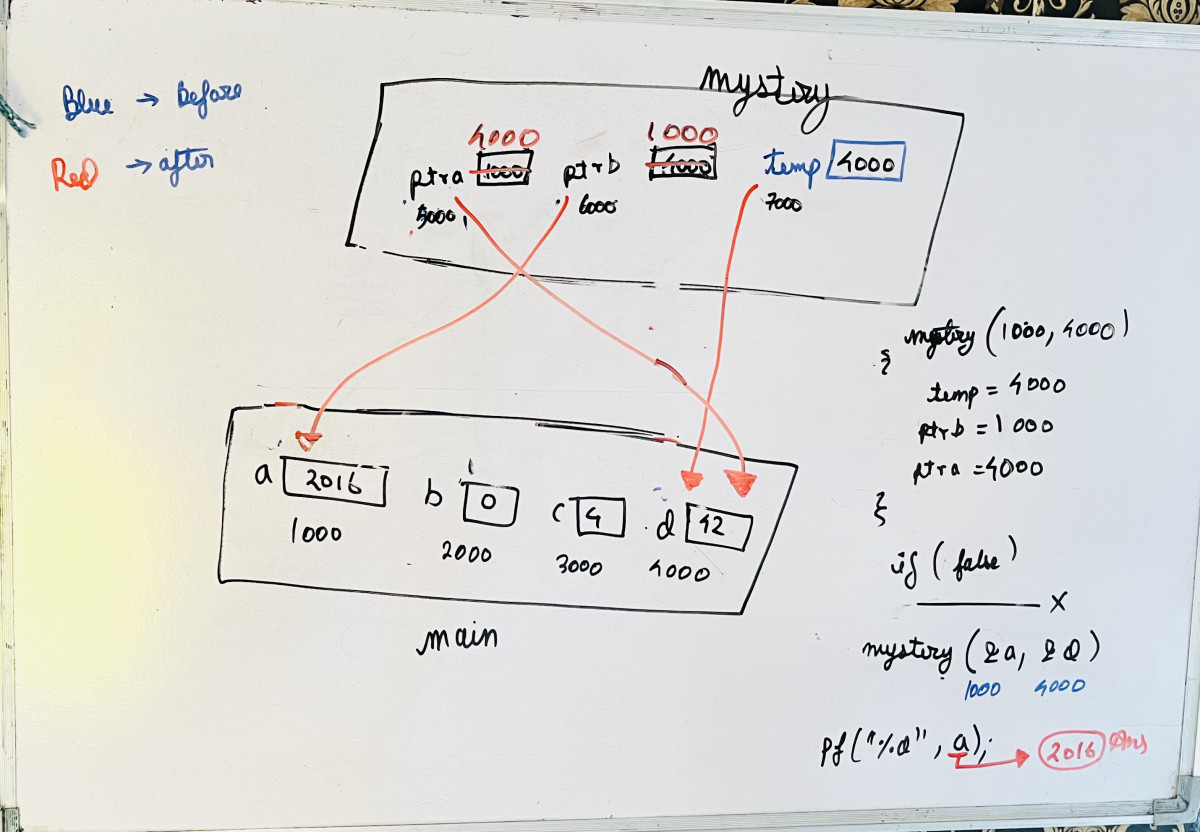 mystery
Blue → Before
Red → after
4000 1000
ptra 1000 ptrb 4000 temp 4000
5000 6000 7000
mystery (1000, 4000)
{
temp = 4000
ptrb = 1000
ptra = 4000
}
a 2016 b 0 c 4 d 42
1000 2000 3000 4000
main
if (false)
x
mystery (&a, &d)
1000 4000
Pf("%d", a); → 2016 Ans